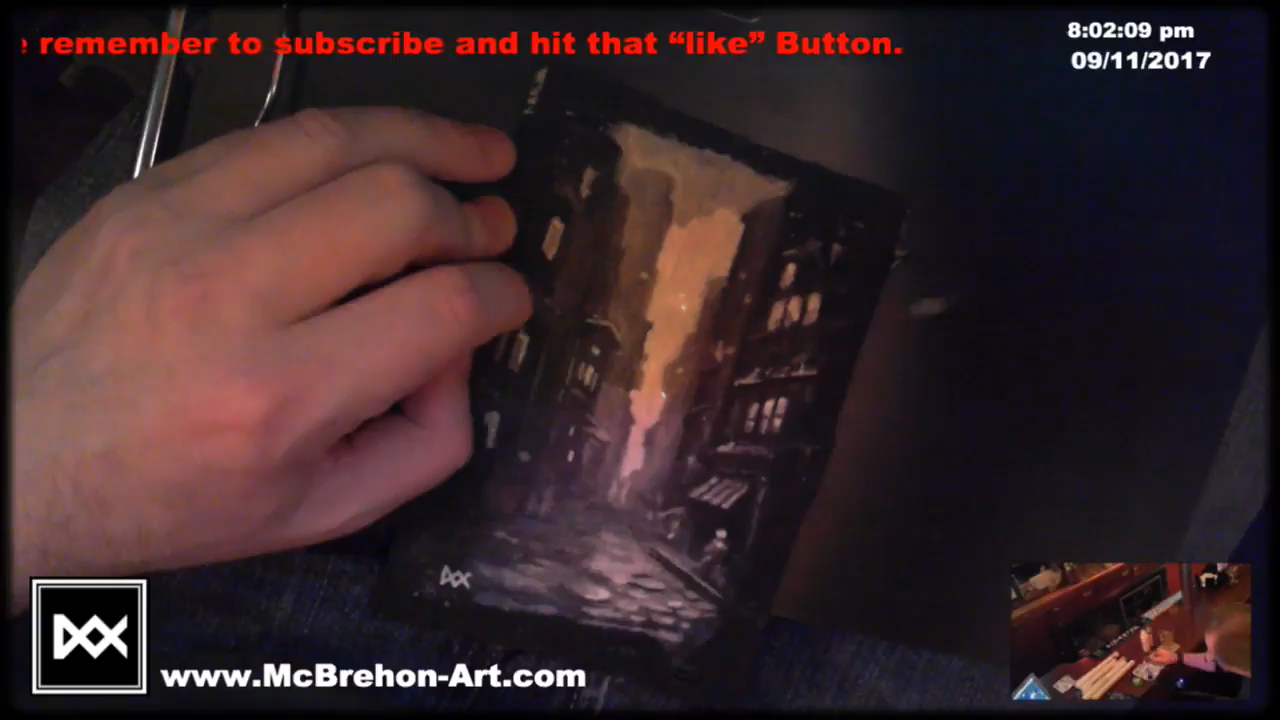 remember to subscribe and hit that “like” Button.
8:02:09 pm
09/11/2017
www.McBrehon-Art.com